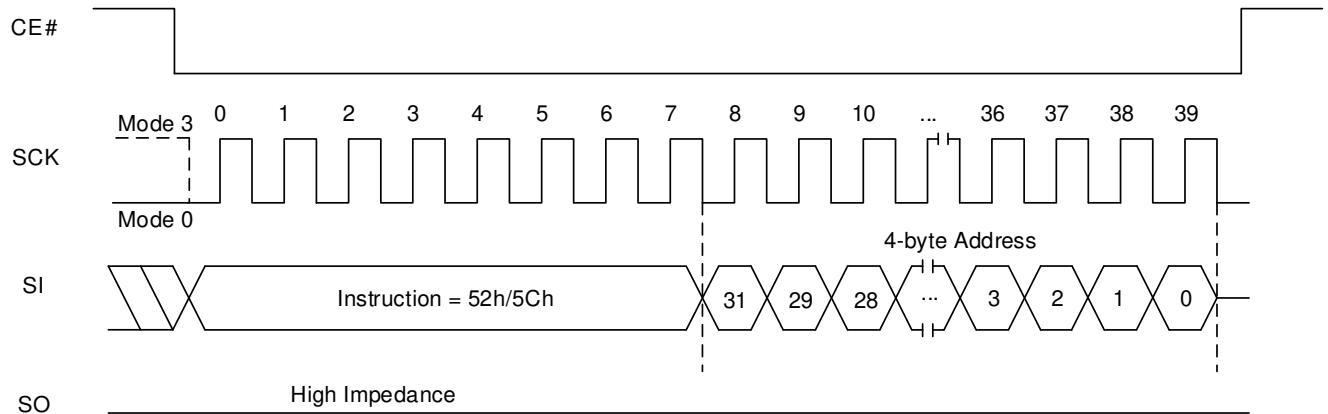 CE#
0 1 2 3 4 5 6 7 8 9 10 ... 36 37 38 39
Mode 3
SCK
Mode 0
4-byte Address
SI
Instruction = 52h/5Ch 31 29 28 ... 3 2 1 0
High Impedance
SO